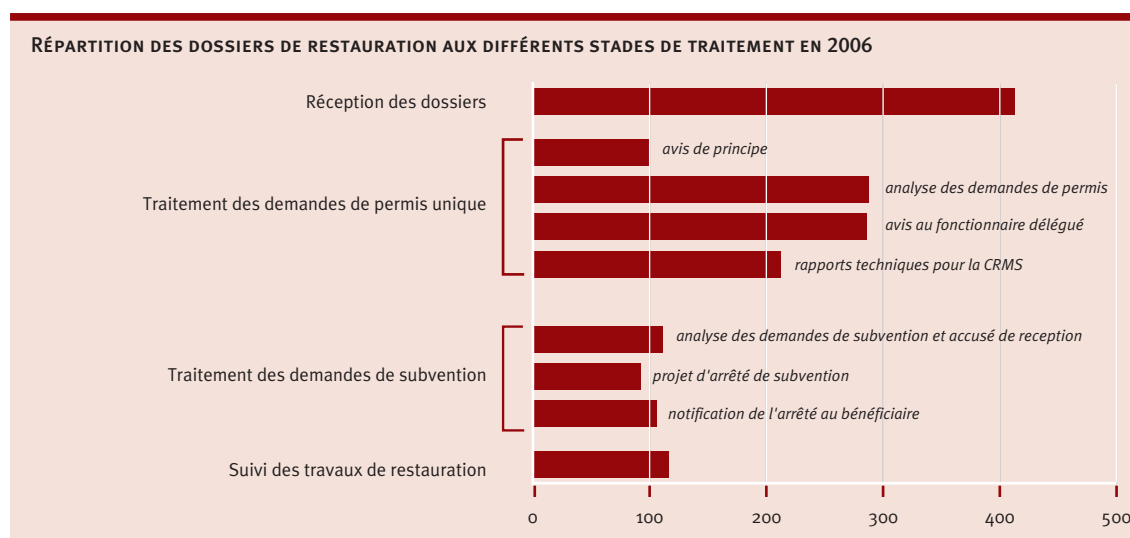 RÉPARTITION DES DOSSIERS DE RESTAURATION AUX DIFFÉRENTS STADES DE TRAITEMENT EN 2006
Réception des dossiers
avis de principe
analyse des demandes de permis
Traitement des demandes de permis unique
avis au fonctionnaire délégué
rapports techniques pour la CRMS
analyse des demandes de subvention et accusé de reception
Traitement des demandes de subvention
projet d'arrêté de subvention
notification de l'arrêté au bénéficiaire
Suivi des travaux de restauration
0 100 200 300 400 500